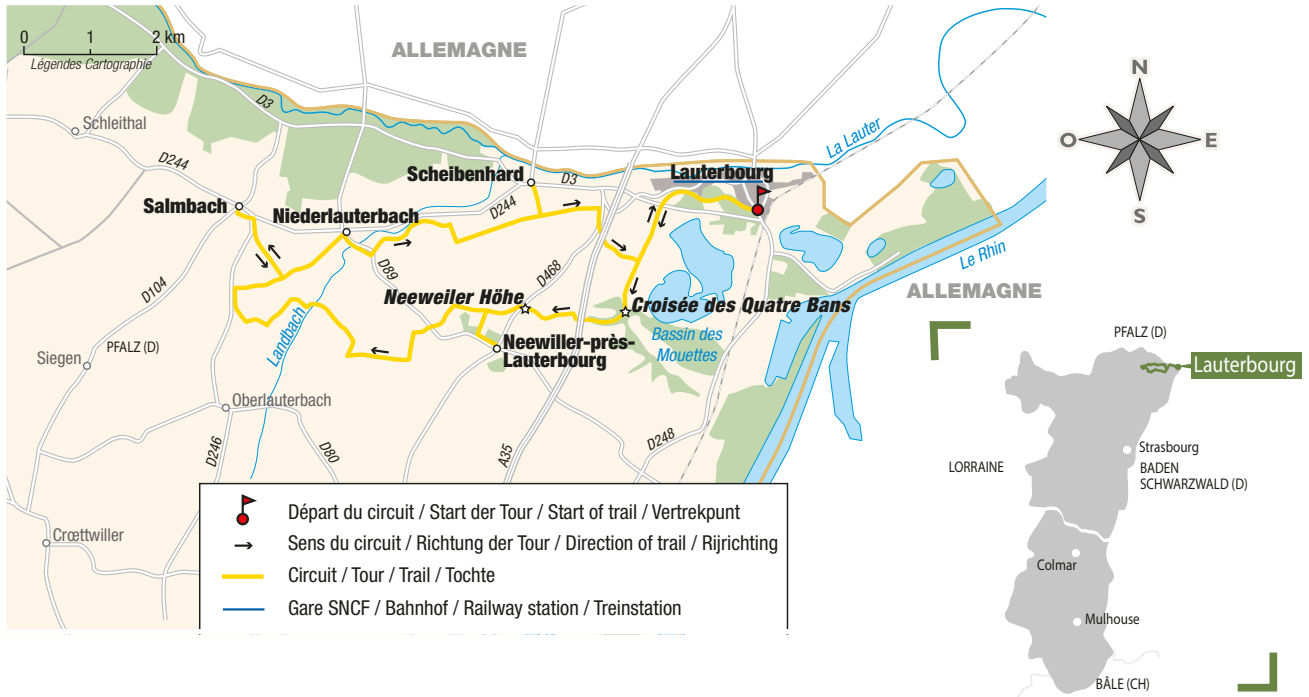 0 1 2 km
Légendes Cartographie
ALLEMAGNE
D3
Schleithal
D244
La Lauter
Scheibenhard
D3
Lauterbourg
Salmbach
Niederlauterbach
D244
D89
D468
Le Rhin
D104
Neeweiler Höhe
Croisée des Quatre Bans
ALLEMAGNE
Landbach
Bassin des
Mouettes
Siegen
PFALZ (D)
Neewiller-près-
Lauterbourg
Oberlauterbach
D246
D80
A35
D248
Crœttwiller
Départ du circuit / Start der Tour / Start of trail / Vertrekpunt
Sens du circuit / Richtung der Tour / Direction of trail / Rijrichting
Circuit / Tour / Trail / Tochte
Gare SNCF / Bahnhof / Railway station / Treinstation
N
O
E
S
PFALZ (D)
Lauterbourg
Strasbourg
LORRAINE
BADEN
SCHWARZWALD (D)
Colmar
Mulhouse
BÂLE (CH)